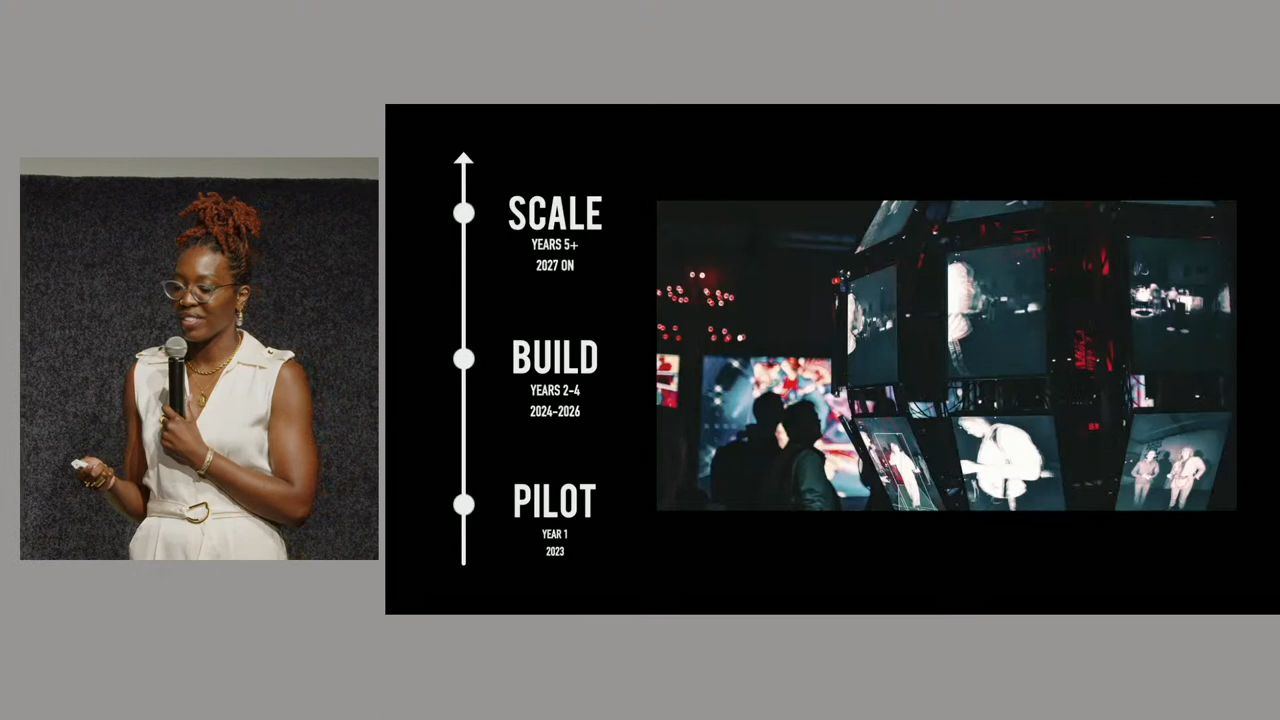 SCALE
YEARS 5+
2027 ON
BUILD
YEARS 2-4
2024-2026
PILOT
YEAR 1
2023